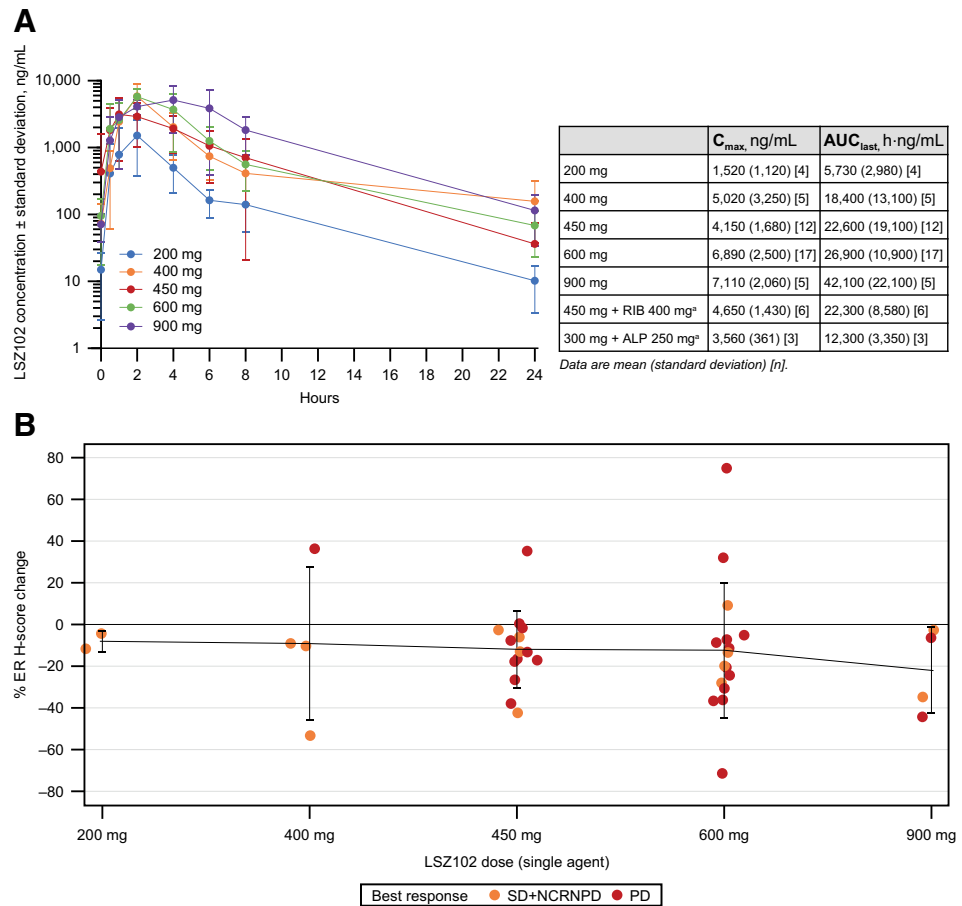 A
LSZ102 concentration ± standard deviation, ng/mL
10,000
1,000
100
10
1
200 mg
400 mg
450 mg
600 mg
900 mg
0 2 4 6 8 10 12 14 16 18 20 22 24
Hours
Cmax, ng/mL AUClast, h·ng/mL
200 mg 1,520 (1,120) [4] 5,730 (2,980) [4]
400 mg 5,020 (3,250) [5] 18,400 (13,100) [5]
450 mg 4,150 (1,680) [12] 22,600 (19,100) [12]
600 mg 6,890 (2,500) [17] 26,900 (10,900) [17]
900 mg 7,110 (2,060) [5] 42,100 (22,100) [5]
450 mg + RIB 400 mgᵃ 4,650 (1,430) [6] 22,300 (8,580) [6]
300 mg + ALP 250 mgᵃ 3,560 (361) [3] 12,300 (3,350) [3]
Data are mean (standard deviation) [n].
B
% ER H-score change
80
60
40
20
0
–20
–40
–60
–80
200 mg 400 mg 450 mg 600 mg 900 mg
LSZ102 dose (single agent)
Best response SD+NCRNPD PD